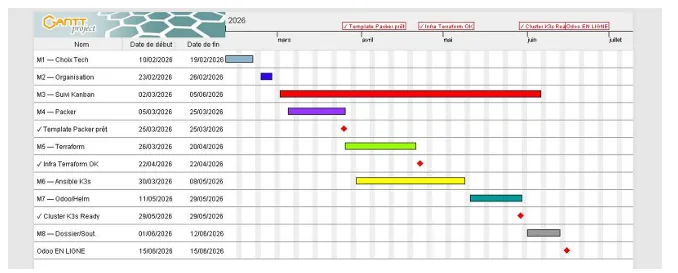 GANTT project
2026
✓ Template Packer prêt
✓ Infra Terraform OK
✓ Cluster K3s Rea
Odoo EN LIGNE
mars
avril
mai
juin
juillet
Nom Date de début Date de fin
M1 — Choix Tech 10/02/2026 19/02/2026
M2 — Organisation 23/02/2026 26/02/2026
M3 — Suivi Kanban 02/03/2026 05/06/2026
M4 — Packer 05/03/2026 25/03/2026
✓ Template Packer prêt 25/03/2026 25/03/2026
M5 — Terraform 26/03/2026 20/04/2026
✓ Infra Terraform OK 22/04/2026 22/04/2026
M6 — Ansible K3s 30/03/2026 08/05/2026
M7 — Odoo/Helm 11/05/2026 29/05/2026
✓ Cluster K3s Ready 29/05/2026 29/05/2026
M8 — Dossier/Sout. 01/06/2026 12/06/2026
Odoo EN LIGNE 15/06/2026 15/06/2026